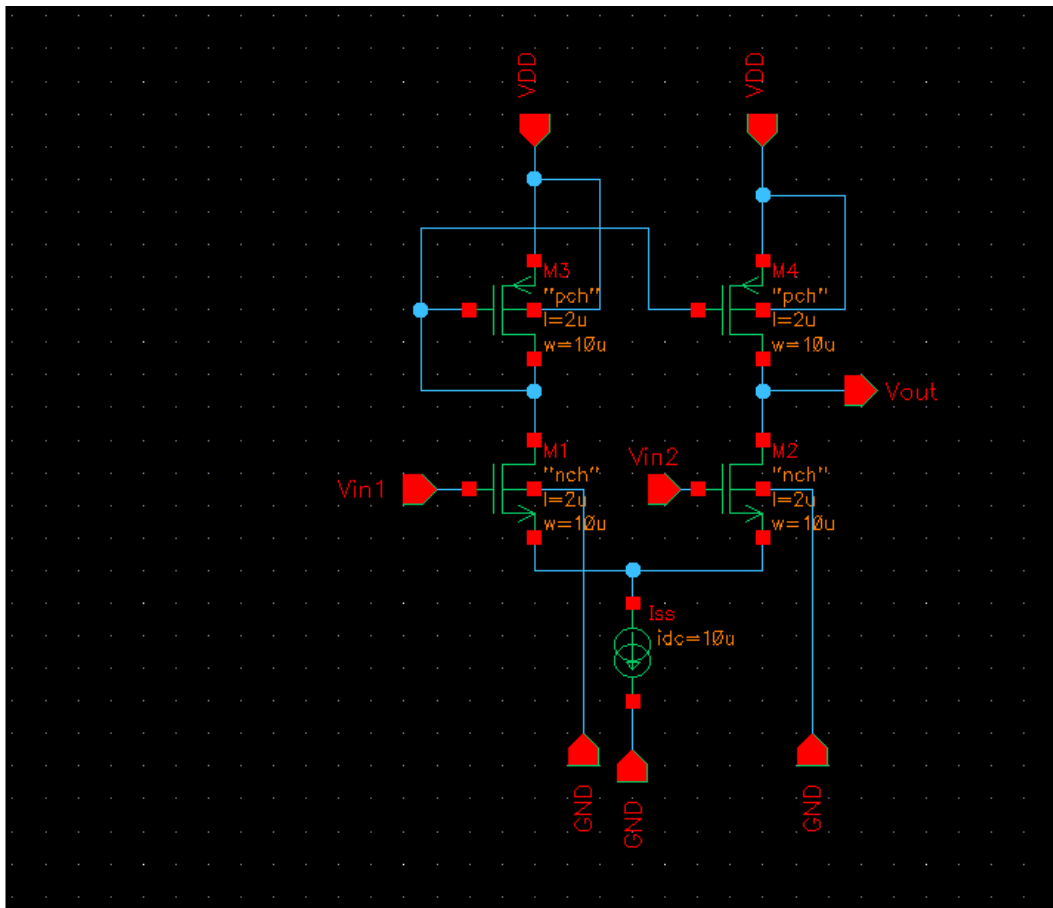 VDD
VDD
M3
"pch"
l=2u
w=10u
M4
"pch"
l=2u
w=10u
Vout
Vin1
M1
"nch"
l=2u
w=10u
Vin2
M2
"nch"
l=2u
w=10u
Iss
idc=10u
GND
GND
GND